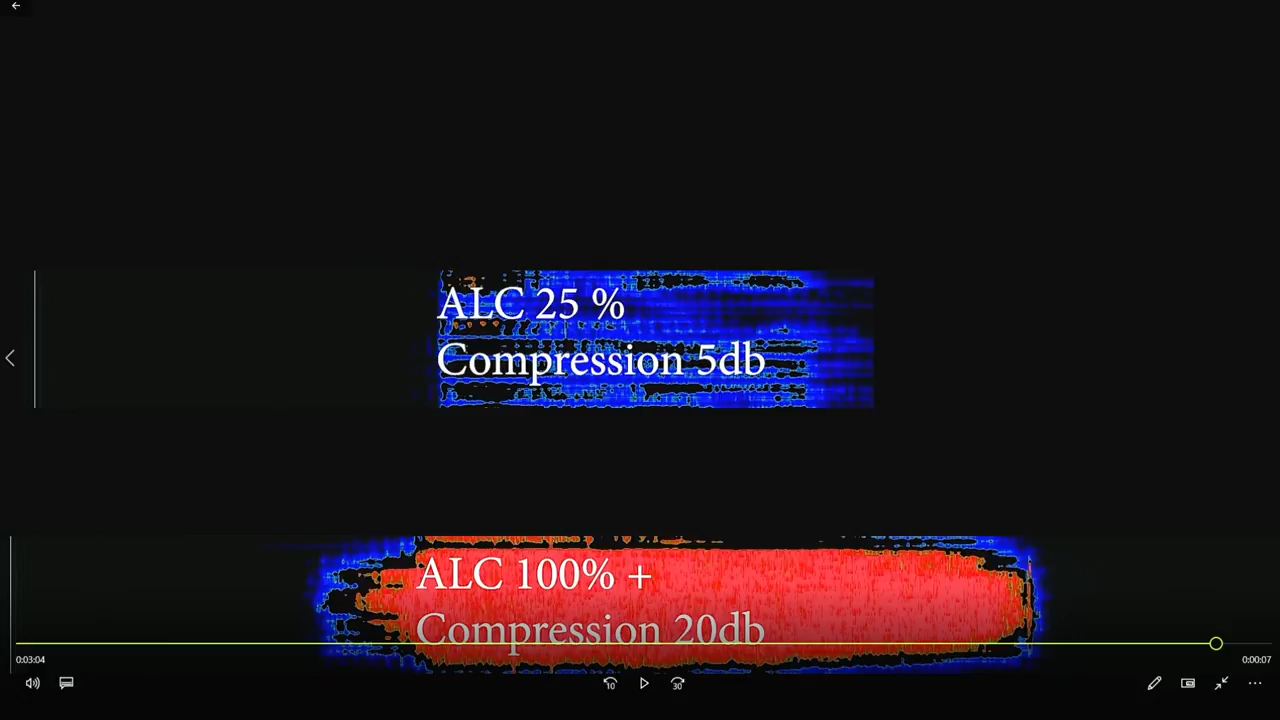 ALC 25 %
Compression 5db
ALC 100% +
Compression 20db
0:03:04
0:00:07
10
30